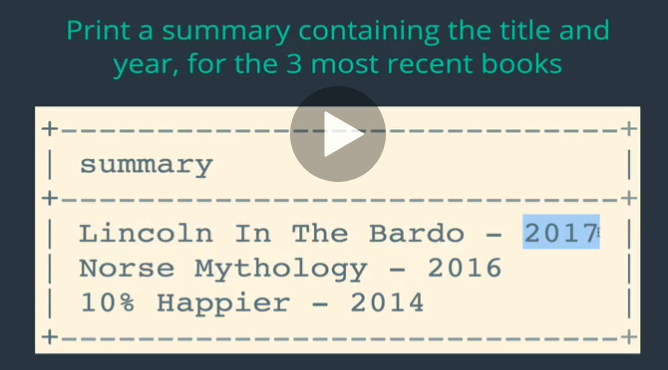 Print a summary containing the title and
year, for the 3 most recent books
+-----------------------------+
| summary |
+-----------------------------+
| Lincoln In The Bardo - 2017 |
| Norse Mythology - 2016 |
| 10% Happier - 2014 |
+-----------------------------+